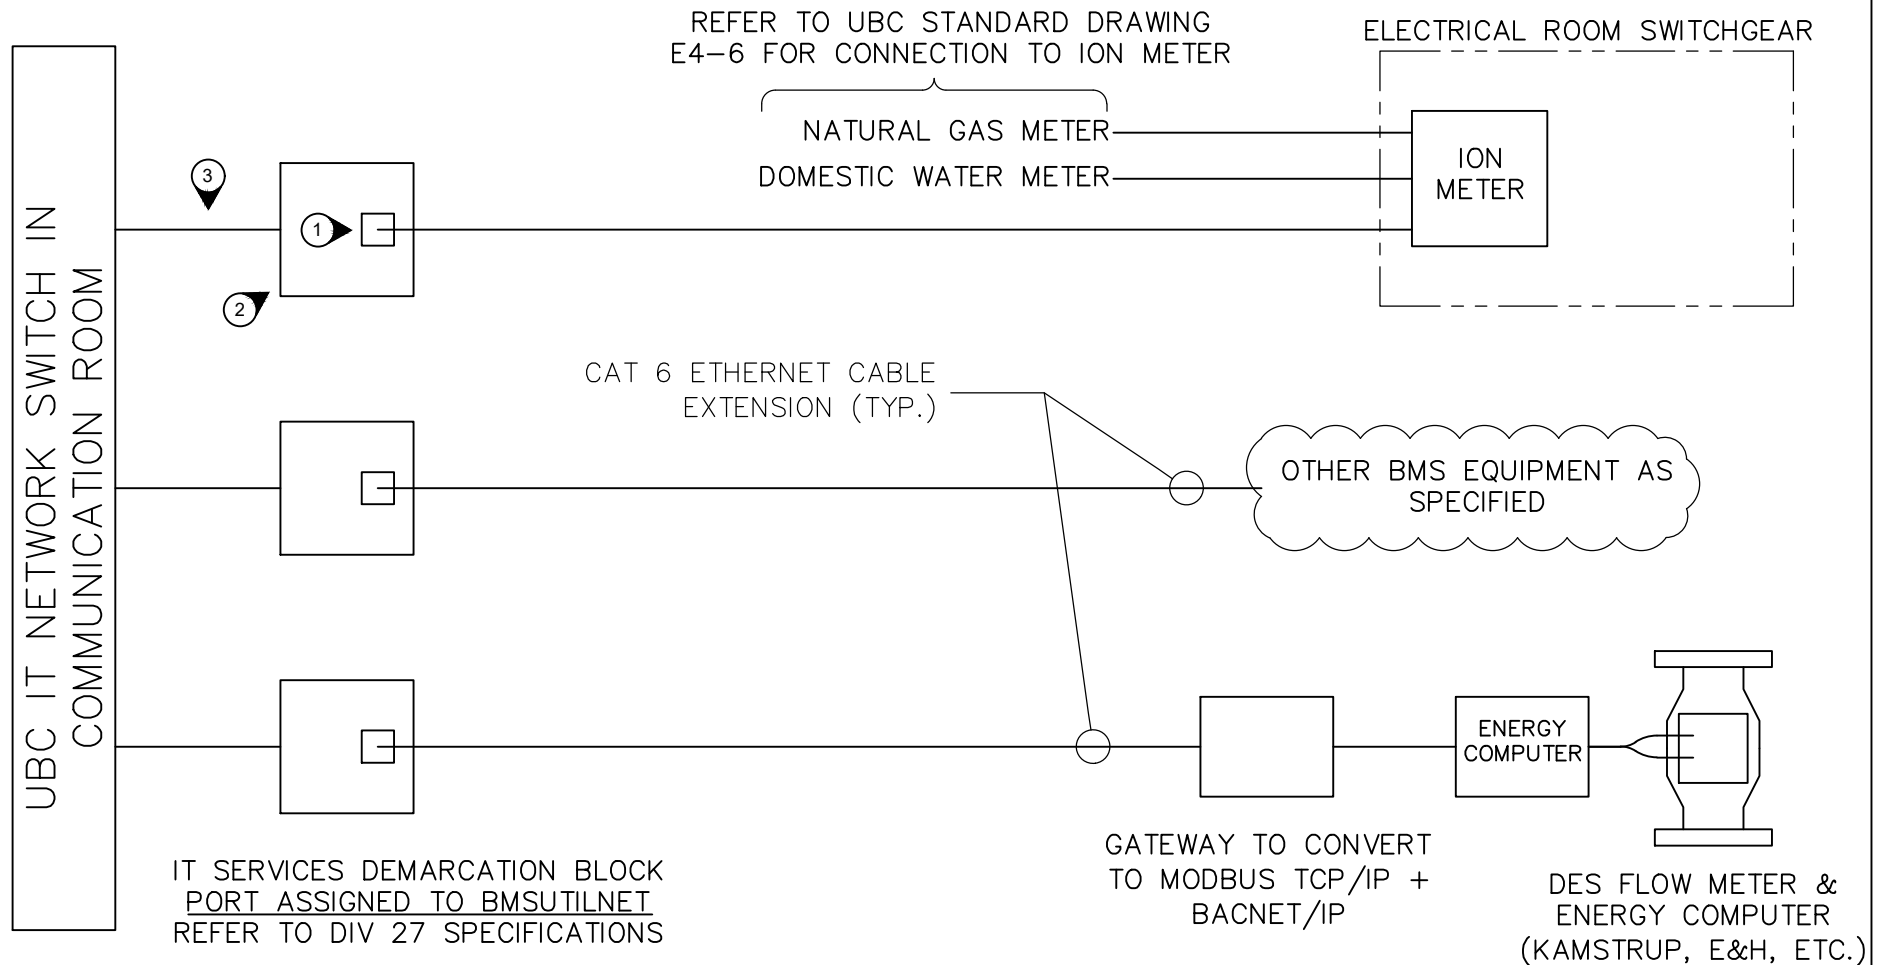 REFER TO UBC STANDARD DRAWING
E4-6 FOR CONNECTION TO ION METER
ELECTRICAL ROOM SWITCHGEAR
NATURAL GAS METER
DOMESTIC WATER METER
ION
METER
3
1
2
UBC IT NETWORK SWITCH IN
COMMUNICATION ROOM
CAT 6 ETHERNET CABLE
EXTENSION (TYP.)
OTHER BMS EQUIPMENT AS
SPECIFIED
ENERGY
COMPUTER
IT SERVICES DEMARCATION BLOCK
PORT ASSIGNED TO BMSUTILNET
REFER TO DIV 27 SPECIFICATIONS
GATEWAY TO CONVERT
TO MODBUS TCP/IP +
BACNET/IP
DES FLOW METER &
ENERGY COMPUTER
(KAMSTRUP, E&H, ETC.)